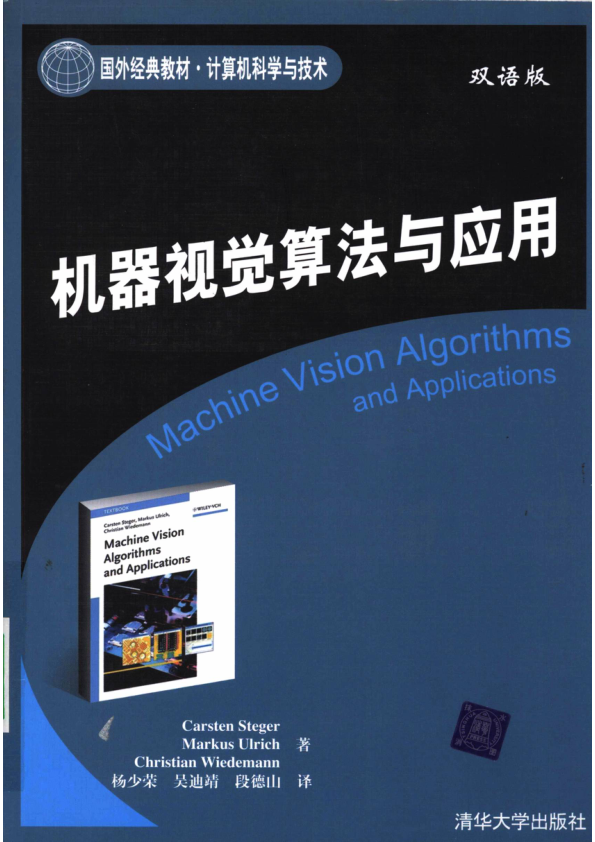 国外经典教材·计算机科学与技术
双语版
机器视觉算法与应用
Machine Vision Algorithms
and Applications
TEXTBOOK
Carsten Steger, Markus Ulrich,
Christian Wiedemann
WILEY-VCH
Machine Vision
Algorithms
and Applications
Carsten Steger
Markus Ulrich 著
Christian Wiedemann
杨少荣 吴迪靖 段德山 译
清华大学出版社